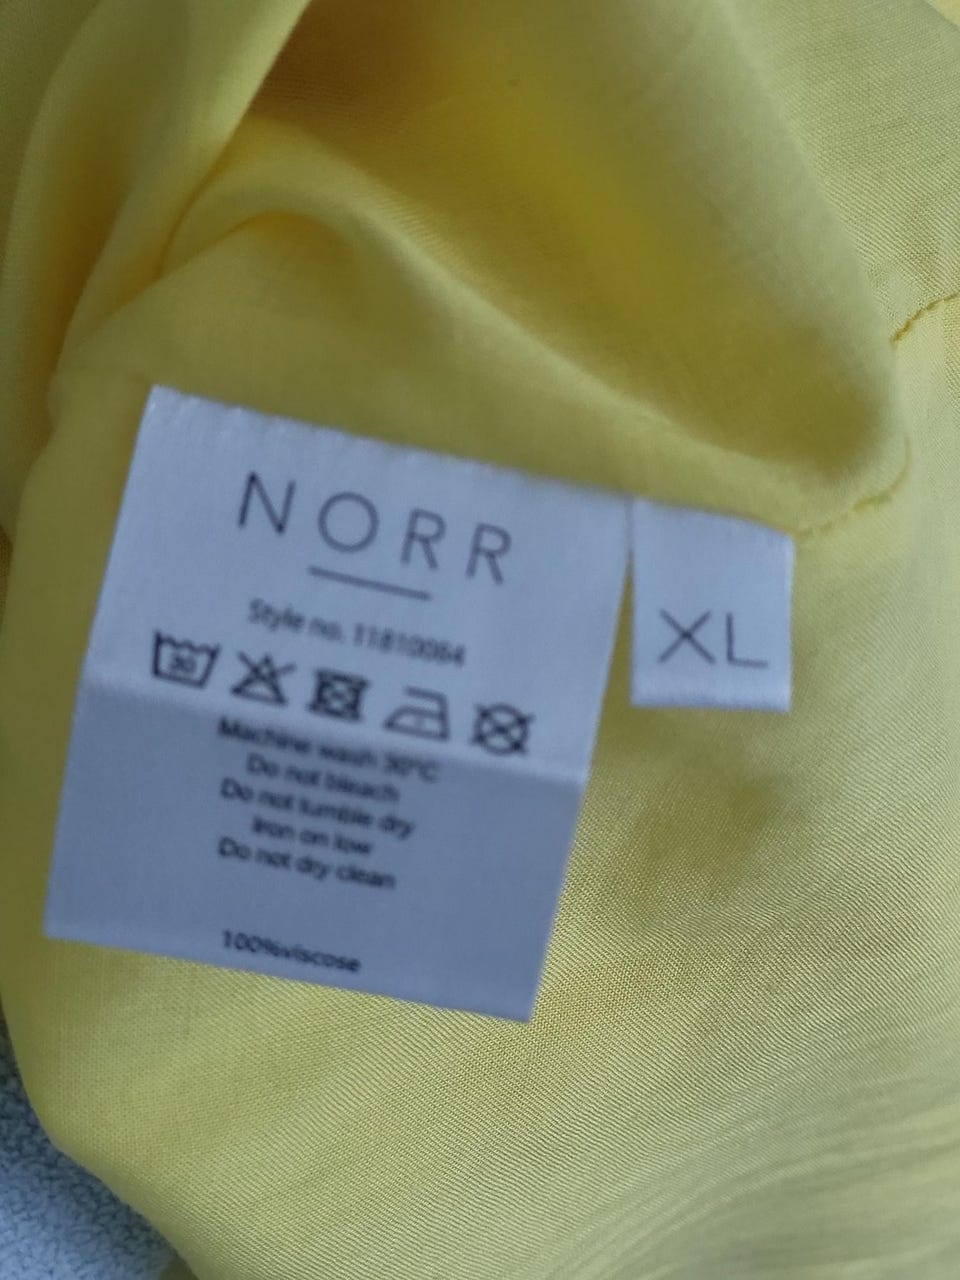 NORR
XL
Style no. 11810084
30
Machine wash 30°C
Do not bleach
Do not tumble dry
Iron on low
Do not dry clean
100%viscose